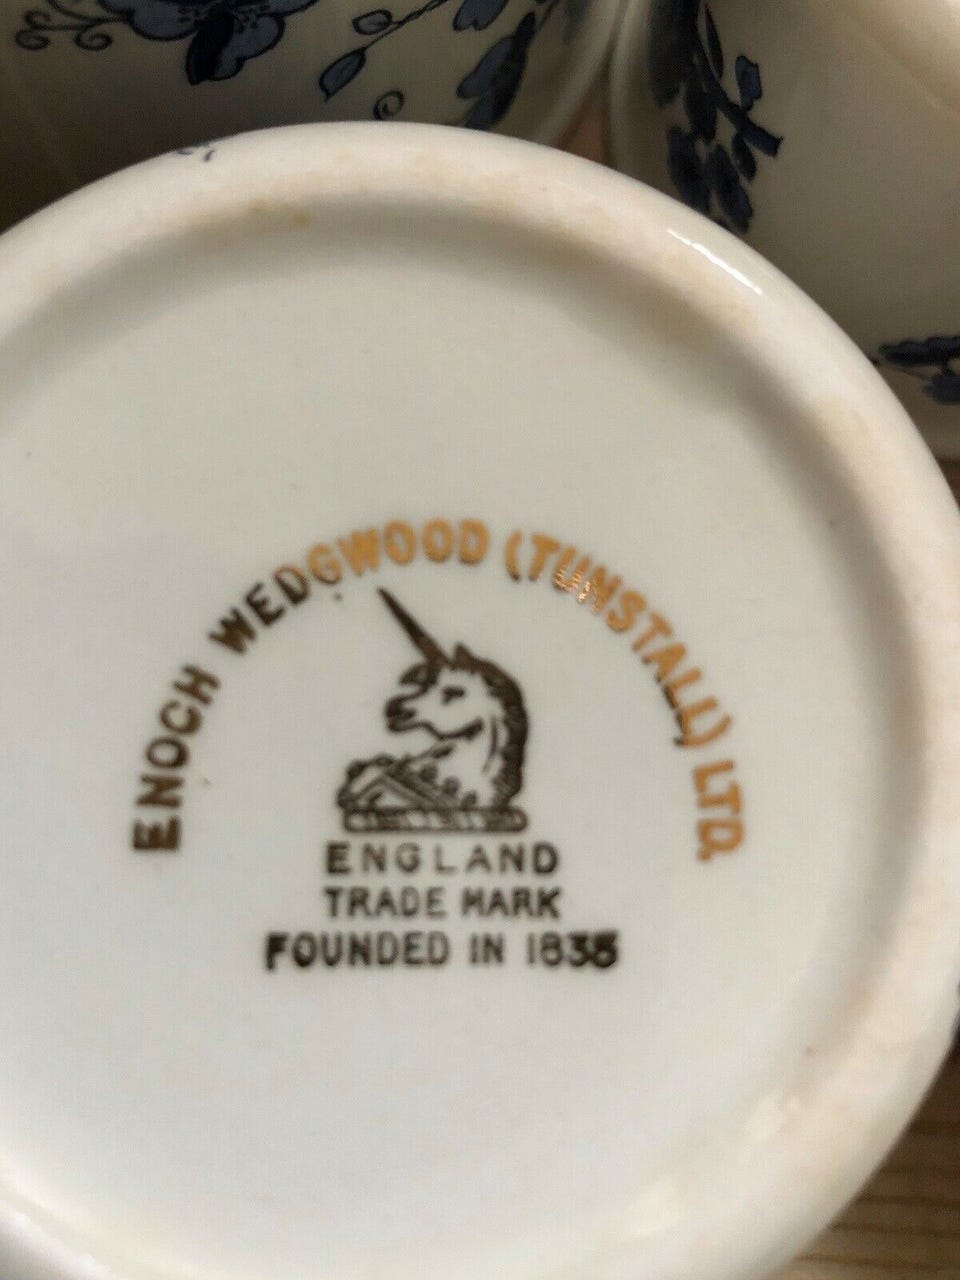 ENOCH WEDGWOOD (TUNSTALL) LTD.
ENGLAND
TRADE MARK
FOUNDED IN 1835